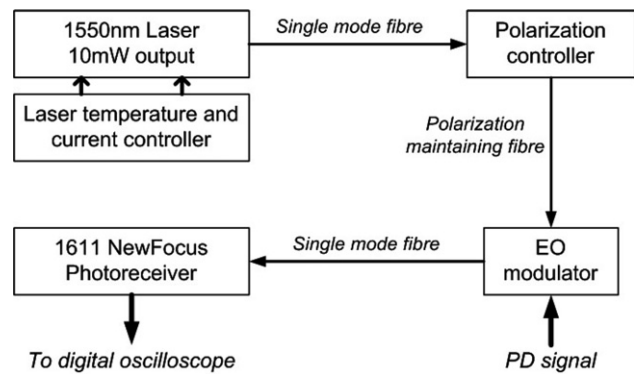 1550nm Laser
10mW output
Single mode fibre
Polarization
controller
Laser temperature and
current controller
Polarization
maintaining fibre
1611 NewFocus
Photoreceiver
Single mode fibre
EO
modulator
To digital oscilloscope
PD signal